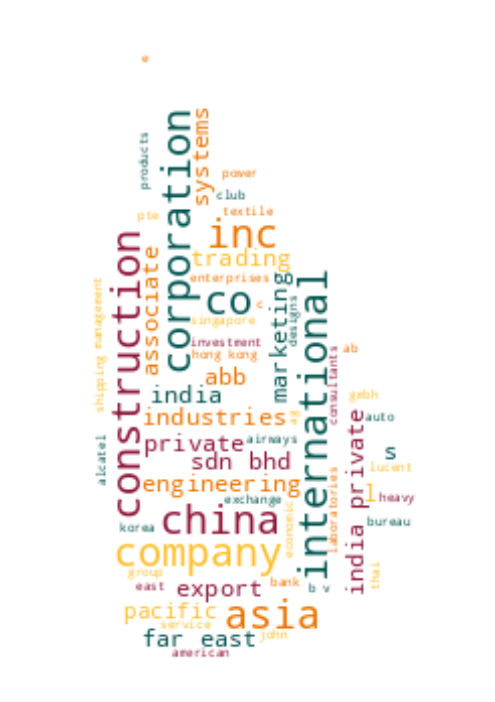 e
products
corporation
systems
power
club
textile
pte
inc
construction
associate
trading
enterprises
shipping management
co
c
singapore
marketing
designs
international
investment
hong kong
consultants
ab
abb
india
gmbh
industries
ag
auto
private
airways
india private
s
alcatel
sdn bhd
lucent
engineering
laboratories
l
heavy
exchange
economic
china
korea
bureau
company
group
thai
east
export
bank
b v
pacific
asia
service
far east
john
american